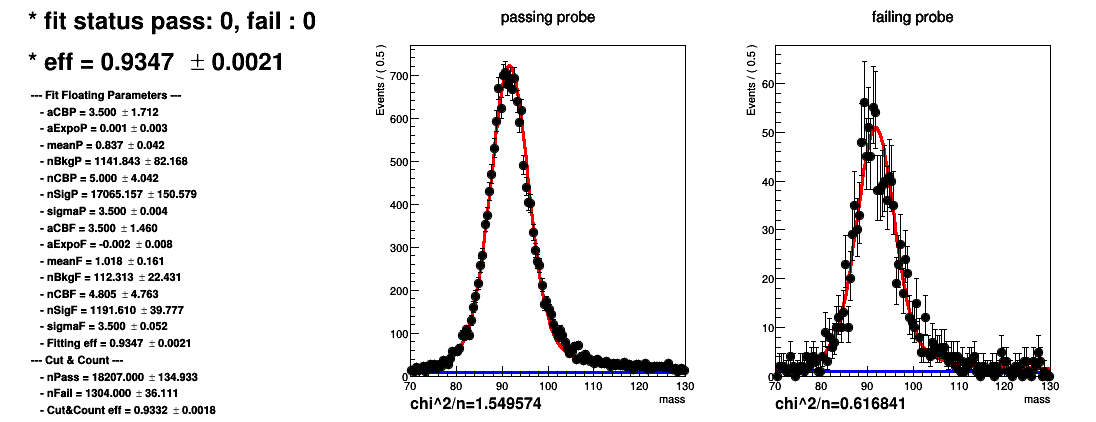 * fit status pass: 0, fail : 0
* eff = 0.9347 ± 0.0021
--- Fit Floating Parameters ---
- aCBP = 3.500 ± 1.712
- aExpoP = 0.001 ± 0.003
- meanP = 0.837 ± 0.042
- nBkgP = 1141.843 ± 82.168
- nCBP = 5.000 ± 4.042
- nSigP = 17065.157 ± 150.579
- sigmaP = 3.500 ± 0.004
- aCBF = 3.500 ± 1.460
- aExpoF = -0.002 ± 0.008
- meanF = 1.018 ± 0.161
- nBkgF = 112.313 ± 22.431
- nCBF = 4.805 ± 4.763
- nSigF = 1191.610 ± 39.777
- sigmaF = 3.500 ± 0.052
- Fitting eff = 0.9347 ± 0.0021
--- Cut & Count ---
- nPass = 18207.000 ± 134.933
- nFail = 1304.000 ± 36.111
- Cut&Count eff = 0.9332 ± 0.0018
passing probe
Events / ( 0.5 )
700
600
500
400
300
200
100
0
70 80 90 100 110 120 130
mass
chi^2/n=1.549574
failing probe
Events / ( 0.5 )
60
50
40
30
20
10
0
70 80 90 100 110 120 130
mass
chi^2/n=0.616841